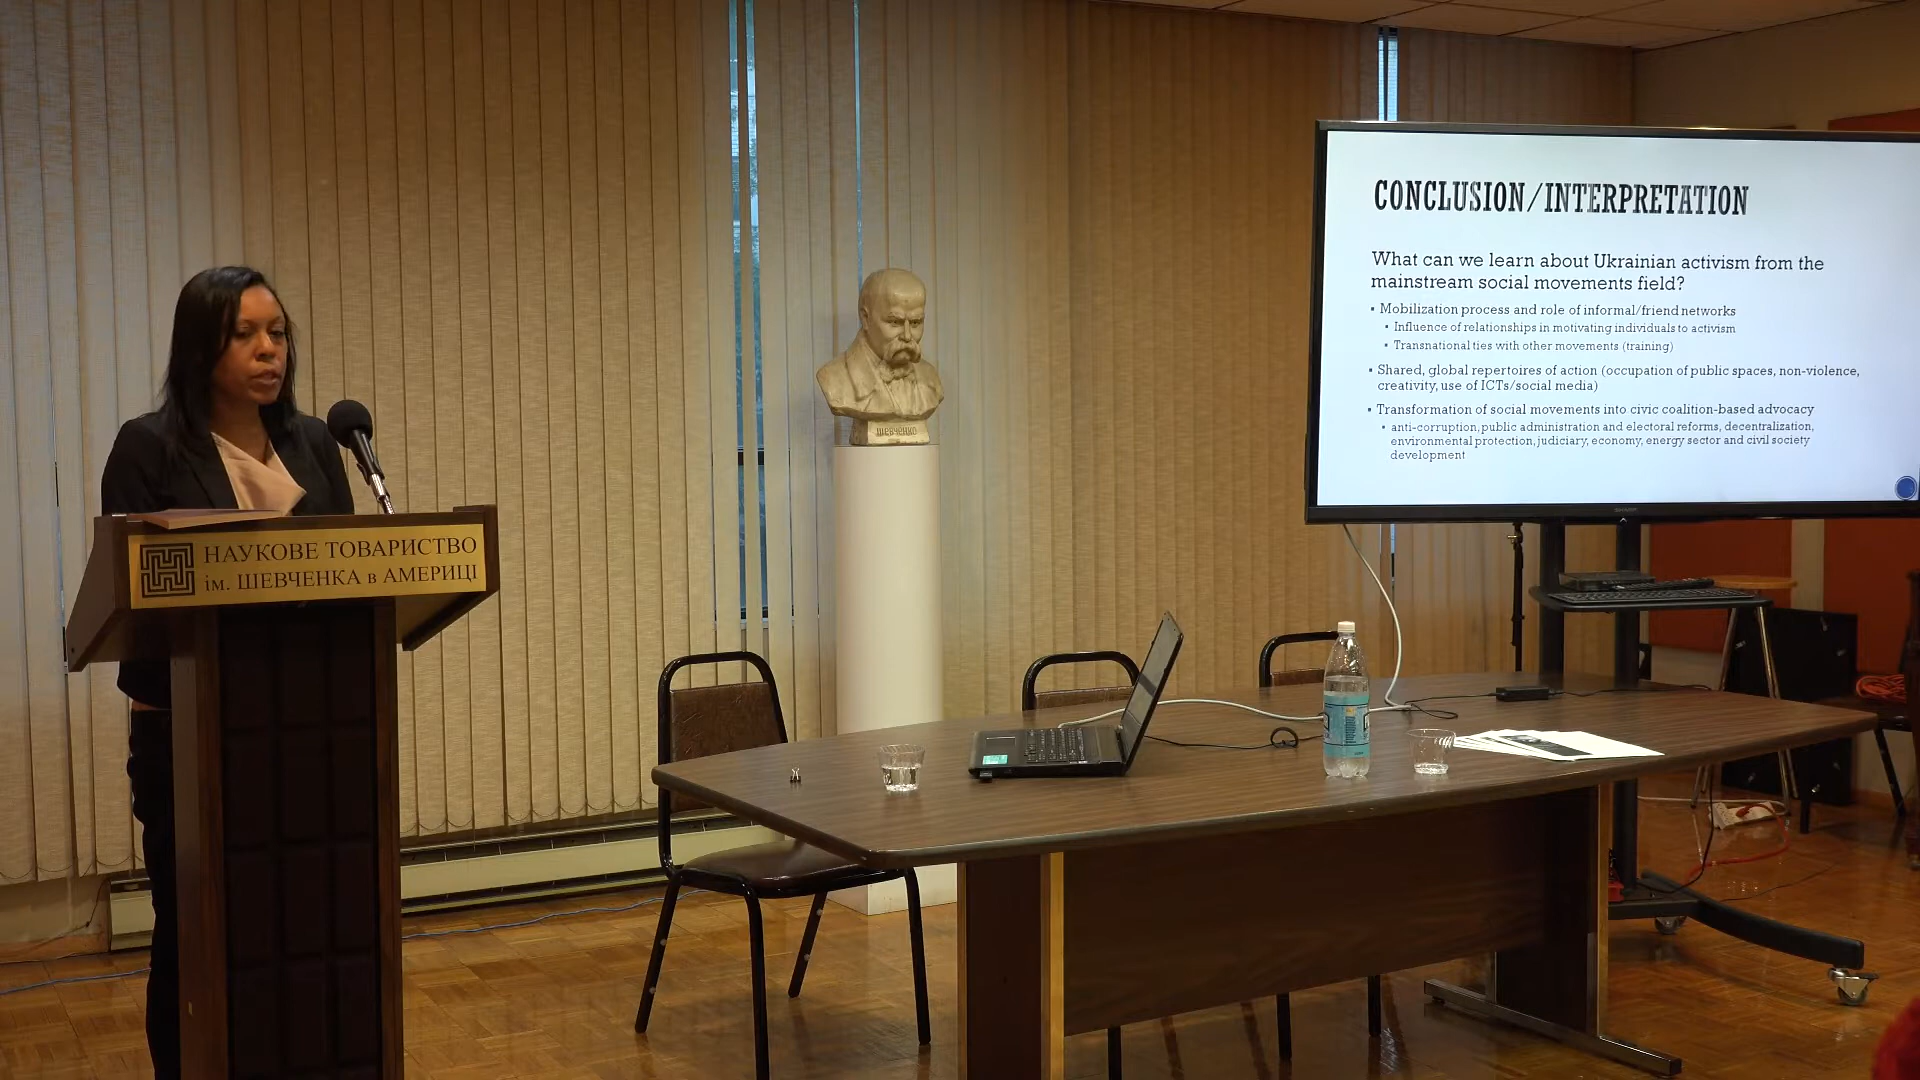 НАУКОВЕ ТОВАРИСТВО
ім. ШЕВЧЕНКА в АМЕРИЦІ
ШЕВЧЕНКО
CONCLUSION/INTERPRETATION
What can we learn about Ukrainian activism from the
mainstream social movements field?
▪ Mobilization process and role of informal/friend networks
▪ Influence of relationships in motivating individuals to activism
▪ Transnational ties with other movements (training)
▪ Shared, global repertoires of action (occupation of public spaces, non-violence,
creativity, use of ICTs/social media)
▪ Transformation of social movements into civic coalition-based advocacy
▪ anti-corruption, public administration and electoral reforms, decentralization,
environmental protection, judiciary, economy, energy sector and civil society
development
SHARP